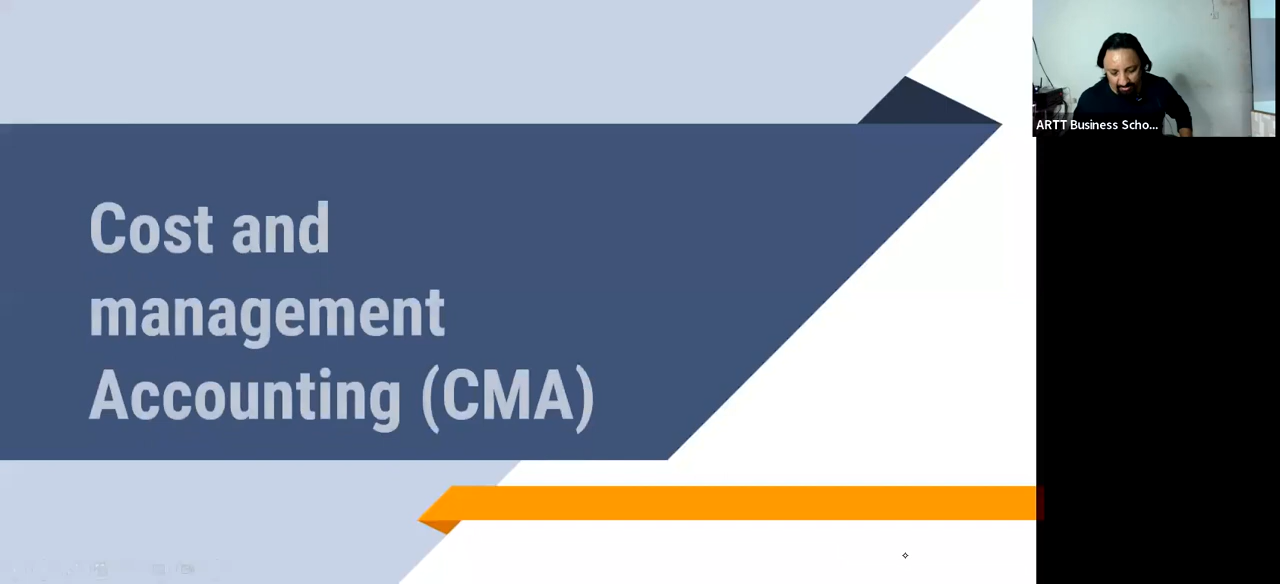 Cost and
management
Accounting (CMA)
ARTT Business Scho...